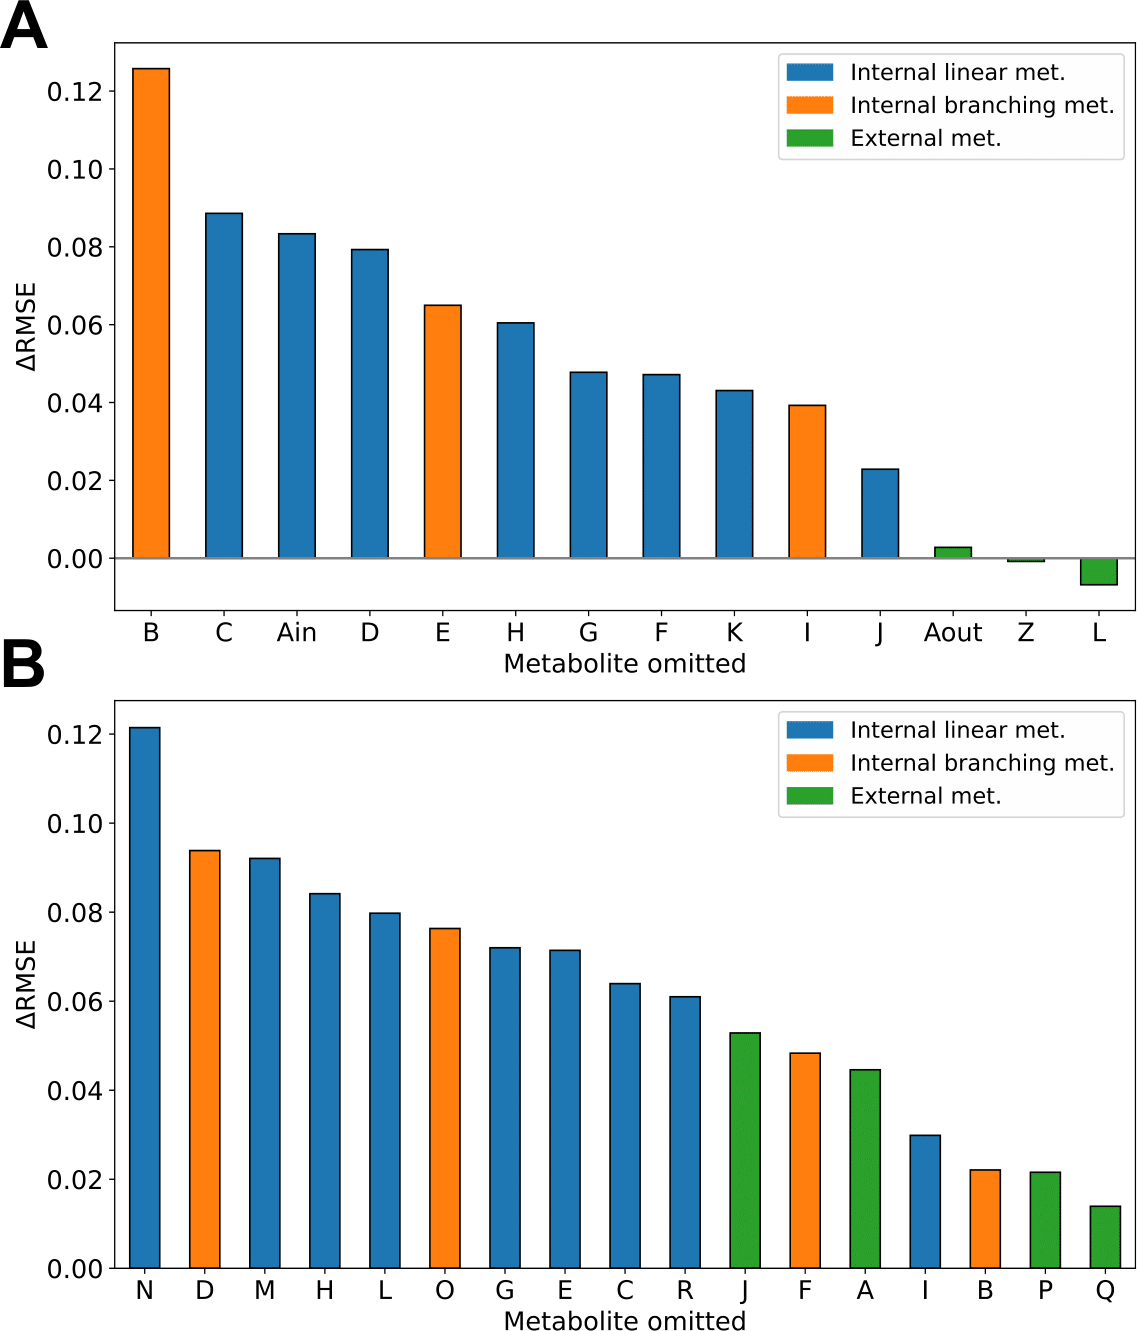 A
0.12
0.10
0.08
0.06
0.04
0.02
0.00
ΔRMSE
Internal linear met.
Internal branching met.
External met.
B C Ain D E H G F K I J Aout Z L
Metabolite omitted
B
0.12
0.10
0.08
0.06
0.04
0.02
0.00
ΔRMSE
Internal linear met.
Internal branching met.
External met.
N D M H L O G E C R J F A I B P Q
Metabolite omitted